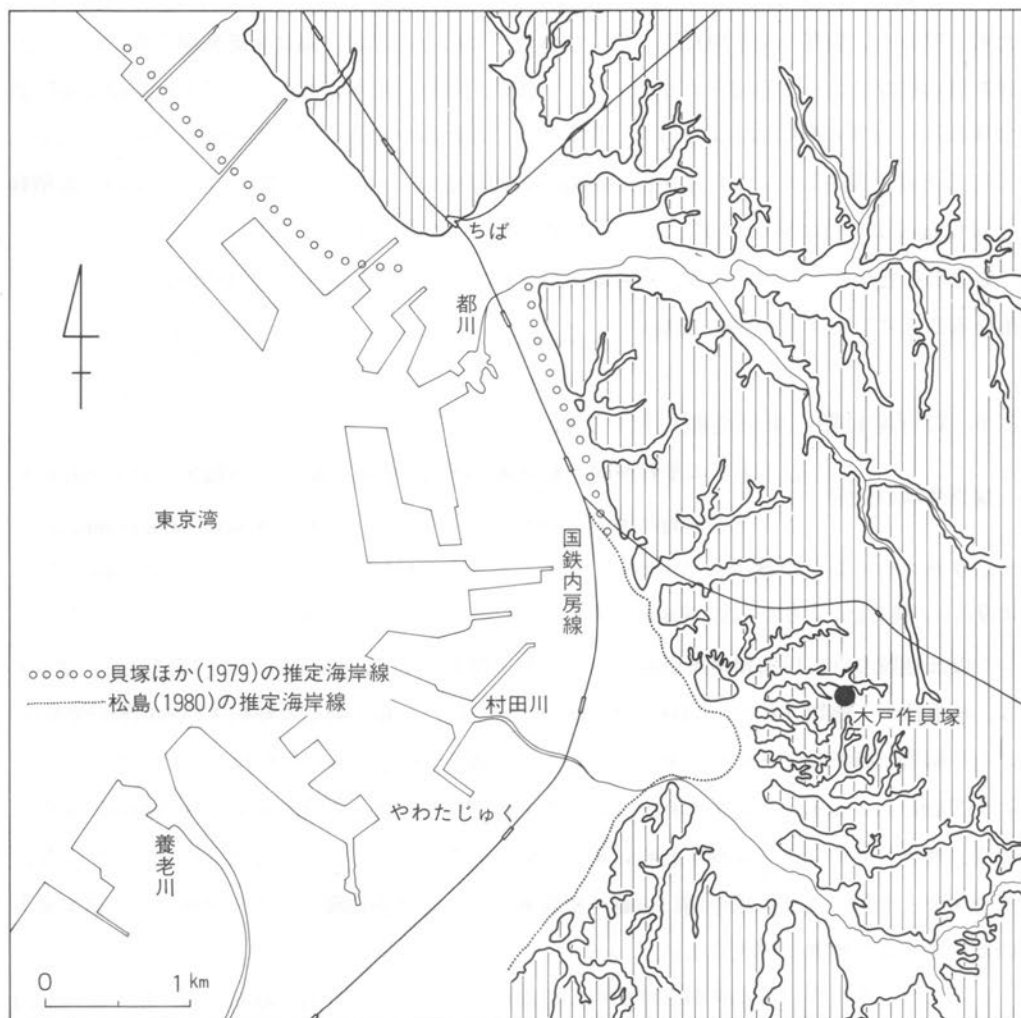 ちば
都川
東京湾
国鉄内房線
貝塚ほか(1979)の推定海岸線
松島(1980)の推定海岸線
村田川
木戸作貝塚
やわたじゅく
養老川
0 1 km